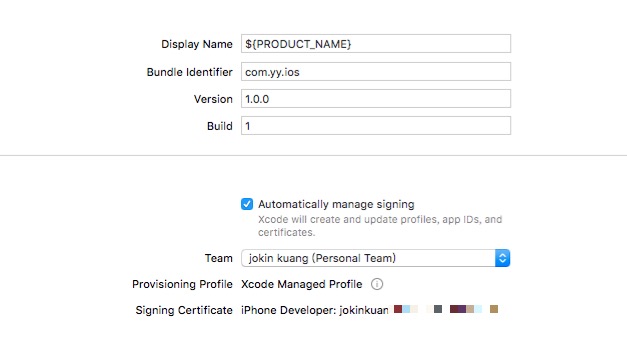 Display Name ${PRODUCT_NAME}
Bundle Identifier com.yy.ios
Version 1.0.0
Build 1
Automatically manage signing
Xcode will create and update profiles, app IDs, and
certificates.
Team jokin kuang (Personal Team)
Provisioning Profile Xcode Managed Profile
Signing Certificate iPhone Developer: jokinkuan